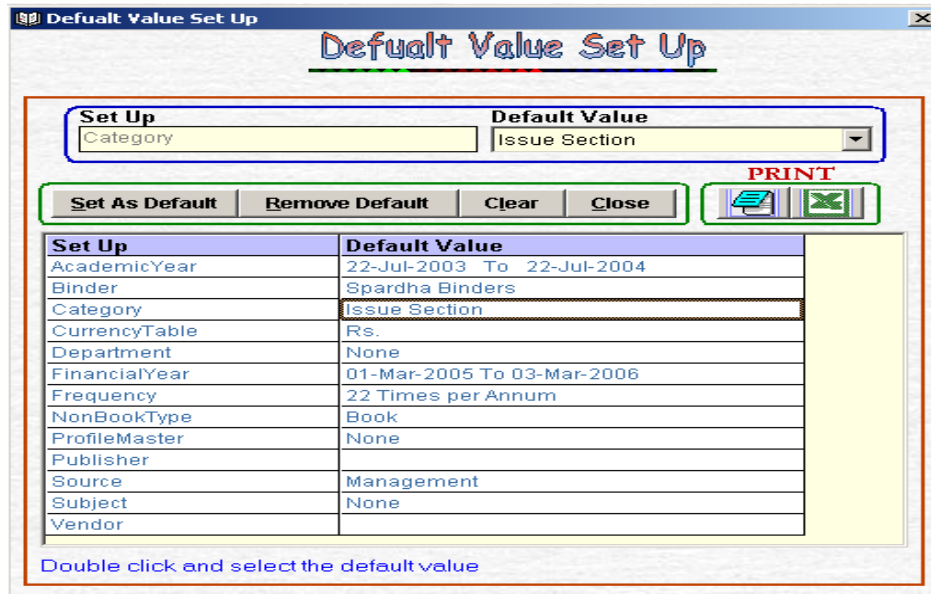 Defualt Value Set Up
Defualt Value Set Up
Set Up Default Value
Category Issue Section
PRINT
Set As Default Remove Default Clear Close
Set Up Default Value
AcademicYear 22-Jul-2003 To 22-Jul-2004
Binder Spardha Binders
Category Issue Section
CurrencyTable Rs.
Department None
FinancialYear 01-Mar-2005 To 03-Mar-2006
Frequency 22 Times per Annum
NonBookType Book
ProfileMaster None
Publisher
Source Management
Subject None
Vendor
Double click and select the default value